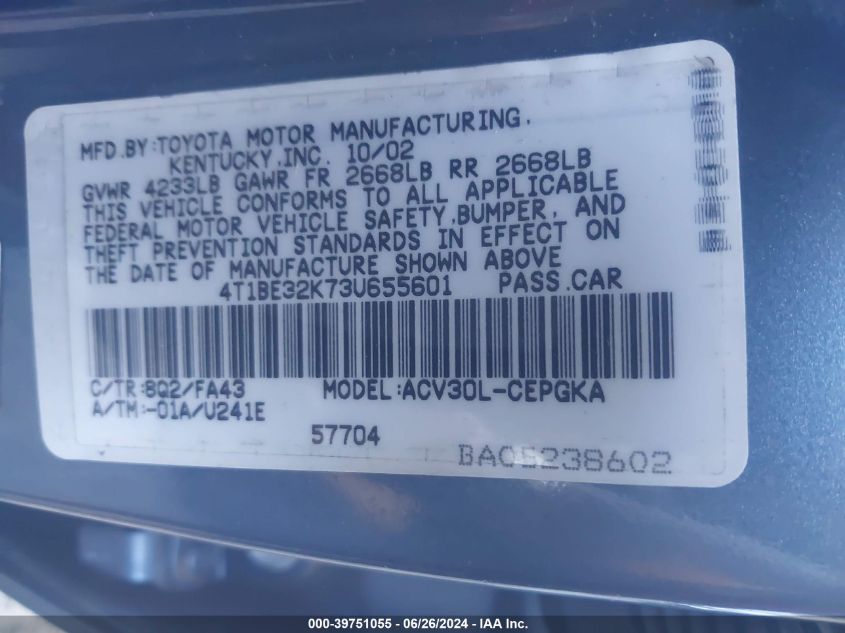 MFD.BY:TOYOTA MOTOR MANUFACTURING,
KENTUCKY,INC. 10/02
GVWR 4233LB GAWR FR 2668LB RR 2668LB
THIS VEHICLE CONFORMS TO ALL APPLICABLE
FEDERAL MOTOR VEHICLE SAFETY,BUMPER, AND
THEFT PREVENTION STANDARDS IN EFFECT ON
THE DATE OF MANUFACTURE SHOWN ABOVE
4T1BE32K73U655601 PASS.CAR
C/TR:8Q2/FA43 MODEL:ACV30L-CEPGKA
A/TM:-01A/U241E
57704
BA05238602
000-39751055 - 06/26/2024 - IAA Inc.